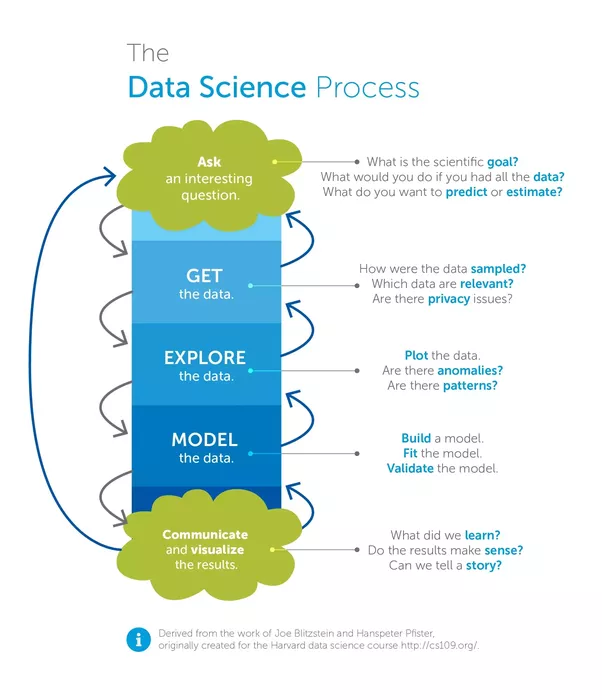 The
Data Science Process
Ask
an interesting
question.
What is the scientific goal?
What would you do if you had all the data?
What do you want to predict or estimate?
GET
the data.
How were the data sampled?
Which data are relevant?
Are there privacy issues?
EXPLORE
the data.
Plot the data.
Are there anomalies?
Are there patterns?
MODEL
the data.
Build a model.
Fit the model.
Validate the model.
Communicate
and visualize
the results.
What did we learn?
Do the results make sense?
Can we tell a story?
i
Derived from the work of Joe Blitzstein and Hanspeter Pfister,
originally created for the Harvard data science course http://cs109.org/.